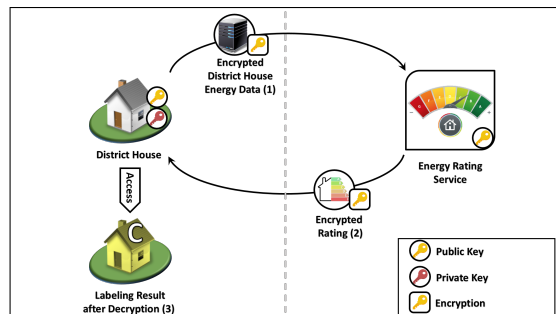 Encrypted
District House
Energy Data (1)
District House
Energy Rating
Service
Access
Encrypted
Rating (2)
C
Labeling Result
after Decryption (3)
Public Key
Private Key
Encryption